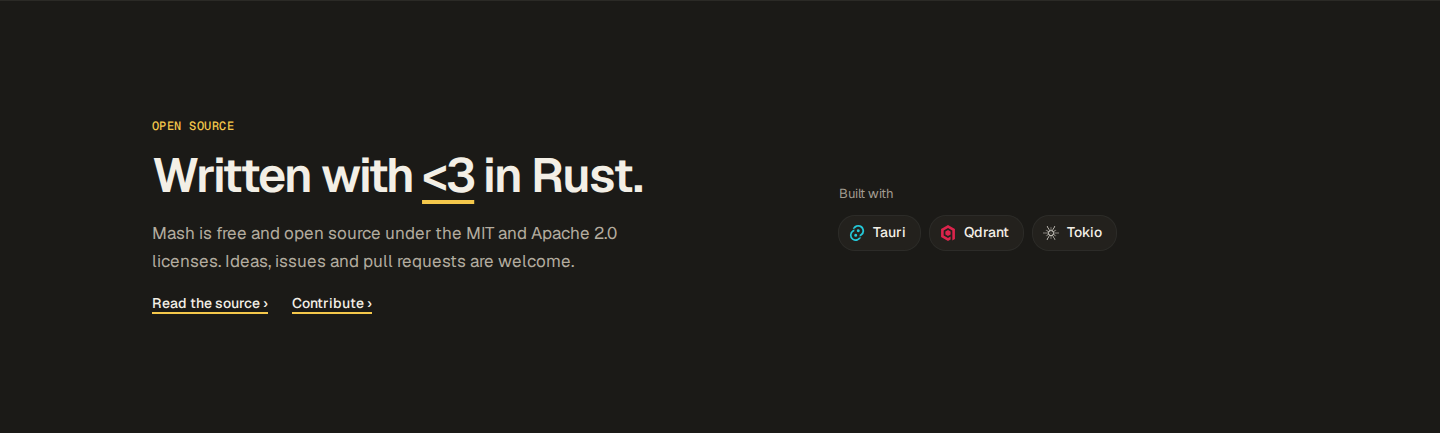 OPEN SOURCE
Written with <3 in Rust.
Mash is free and open source under the MIT and Apache 2.0
licenses. Ideas, issues and pull requests are welcome.
Read the source › Contribute ›
Built with
Tauri Qdrant Tokio